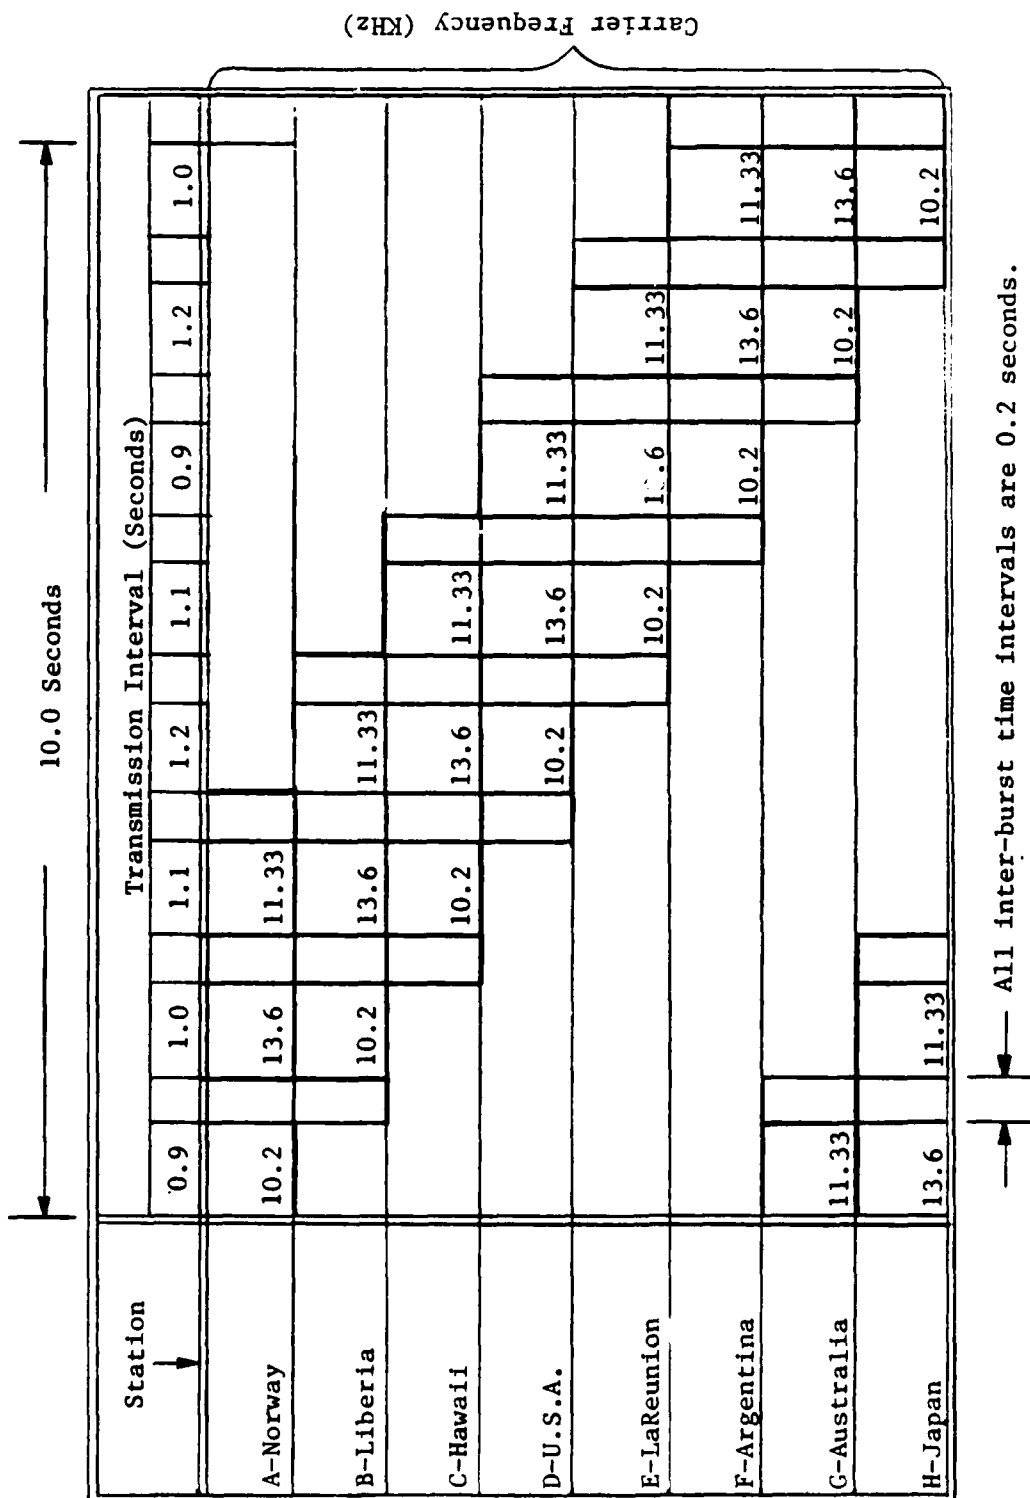 10.0 Seconds
Station
Transmission Interval (Seconds)
0.9 1.0 1.1 1.2 1.1 0.9 1.2 1.0
A-Norway 10.2 13.6 11.33
B-Liberia 10.2 13.6 11.33
C-Hawaii 10.2 13.6 11.33
D-U.S.A. 10.2 13.6 11.33
E-LaReunion 10.2 .6 11.33
F-Argentina 10.2 13.6 11.33
G-Australia 11.33 10.2 13.6
H-Japan 13.6 11.33 10.2
Carrier Frequency (KHz)
All inter-burst time intervals are 0.2 seconds.